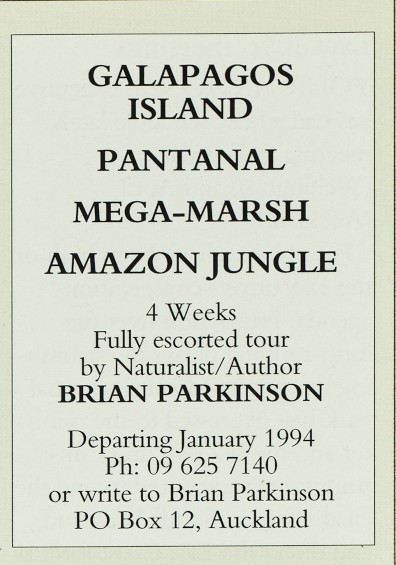 GALAPAGOS
ISLAND
PANTANAL
MEGA-MARSH
AMAZON JUNGLE
4 Weeks
Fully escorted tour
by Naturalist/Author
BRIAN PARKINSON
Departing January 1994
Ph: 09 625 7140
or write to Brian Parkinson
PO Box 12, Auckland